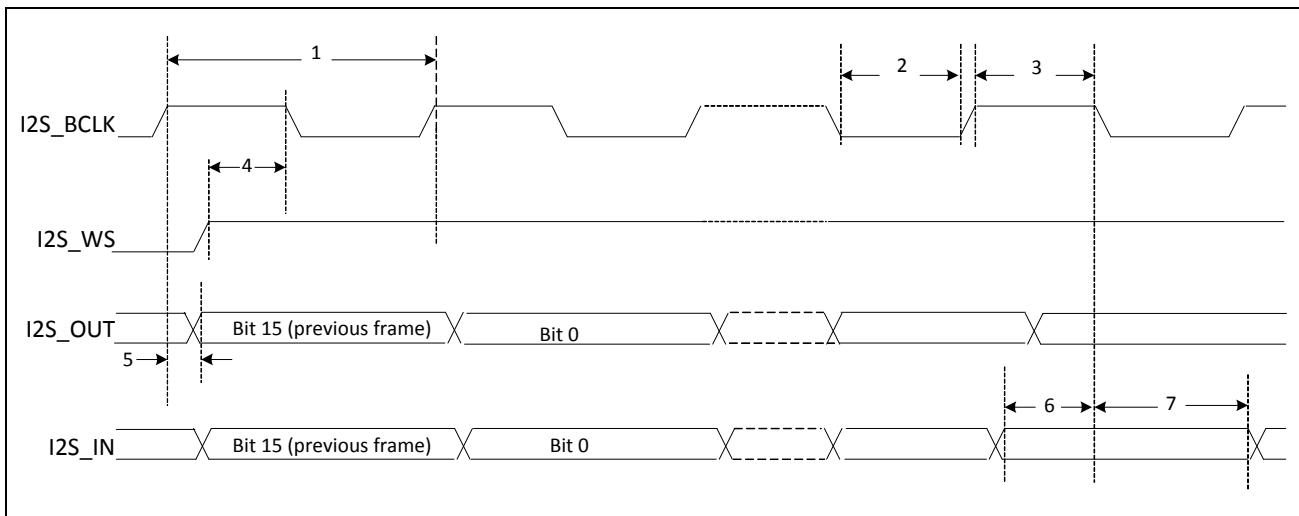 1
2
3
I2S_BCLK
4
I2S_WS
I2S_OUT
Bit 15 (previous frame)
Bit 0
5
6
7
I2S_IN
Bit 15 (previous frame)
Bit 0